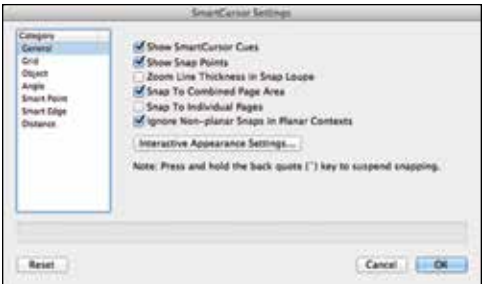 SmartCursor Settings
Category
General
Grid
Object
Angle
Smart Point
Smart Edge
Distance
Show SmartCursor Cues
Show Snap Points
Zoom Line Thickness in Snap Loupe
Snap To Combined Page Area
Snap To Individual Pages
Ignore Non-planar Snaps in Planar Contexts
Interactive Appearance Settings...
Note: Press and hold the back quote (`) key to suspend snapping.
Reset
Cancel
OK